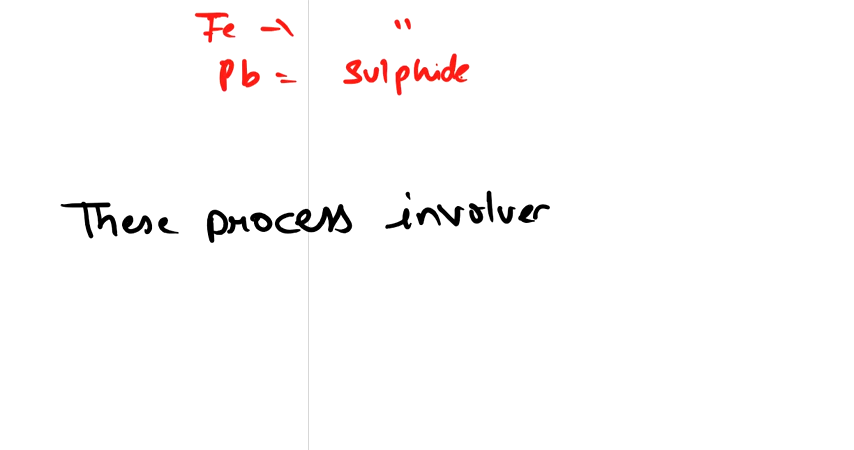 Fe → "
Pb = Sulphide
These process involves